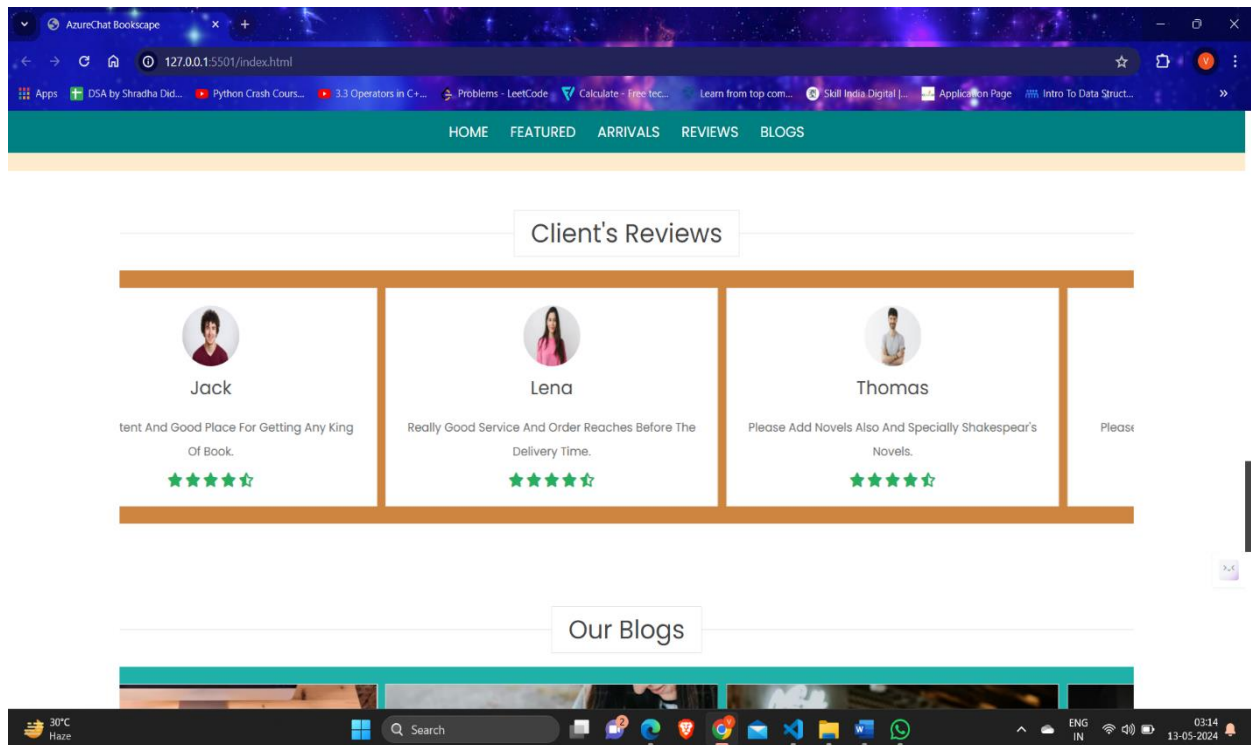 AzureChat Bookscape
127.0.0.1:5501/index.html
Apps DSA by Shradha Did... Python Crash Cours... 3.3 Operators in C+... Problems - LeetCode Calculate - Free tec... Learn from top com... Skill India Digital |... Application Page Intro To Data Struct...
HOME FEATURED ARRIVALS REVIEWS BLOGS
Client's Reviews
Jack Lena Thomas
tent And Good Place For Getting Any King Really Good Service And Order Reaches Before The Please Add Novels Also And Specially Shakespear's Please
Of Book. Delivery Time. Novels.
Our Blogs
30°C
Haze
Search
2
ENG
IN
03:14
13-05-2024